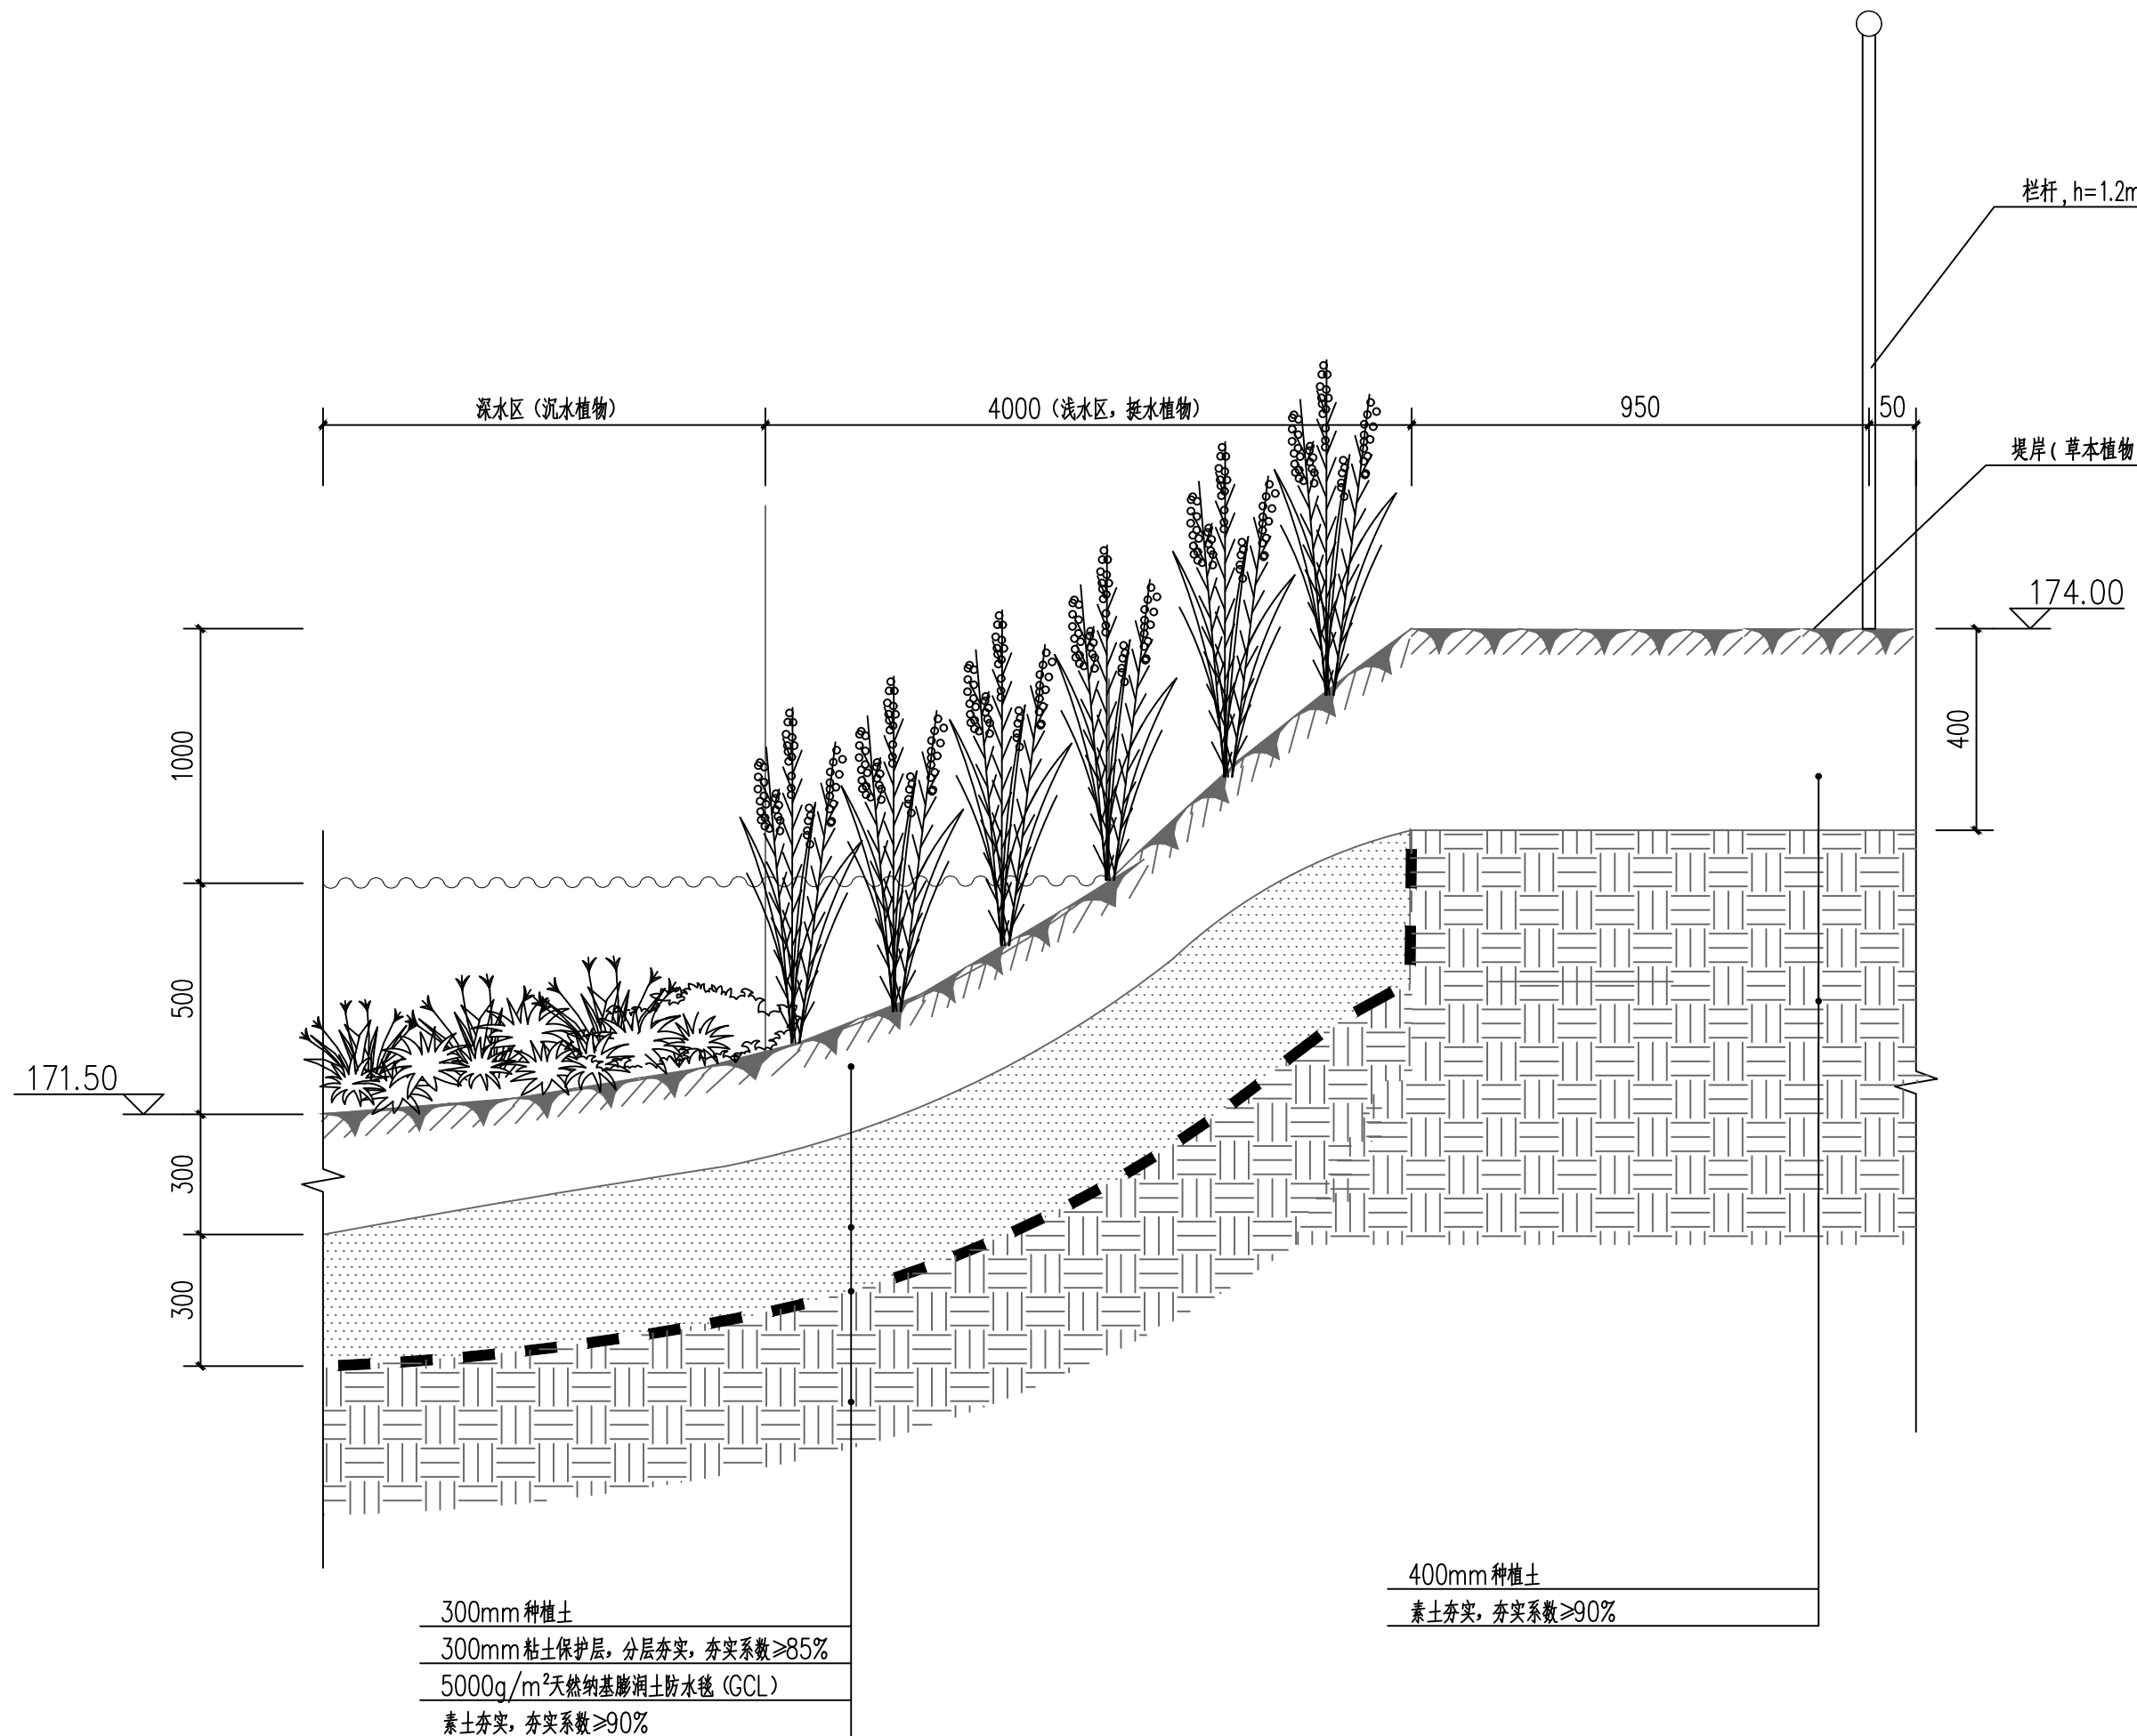 栏杆, h=1.2m
深水区（沉水植物）
4000（浅水区，挺水植物）
950
50
堤岸( 草本植物
174.00
400
1000
500
171.50
300
300
400mm 种植土
素土夯实，夯实系数≥90%
300mm 种植土
300mm 粘土保护层，分层夯实，夯实系数≥85%
5000g/m²天然纳基膨润土防水毯（GCL）
素土夯实，夯实系数≥90%